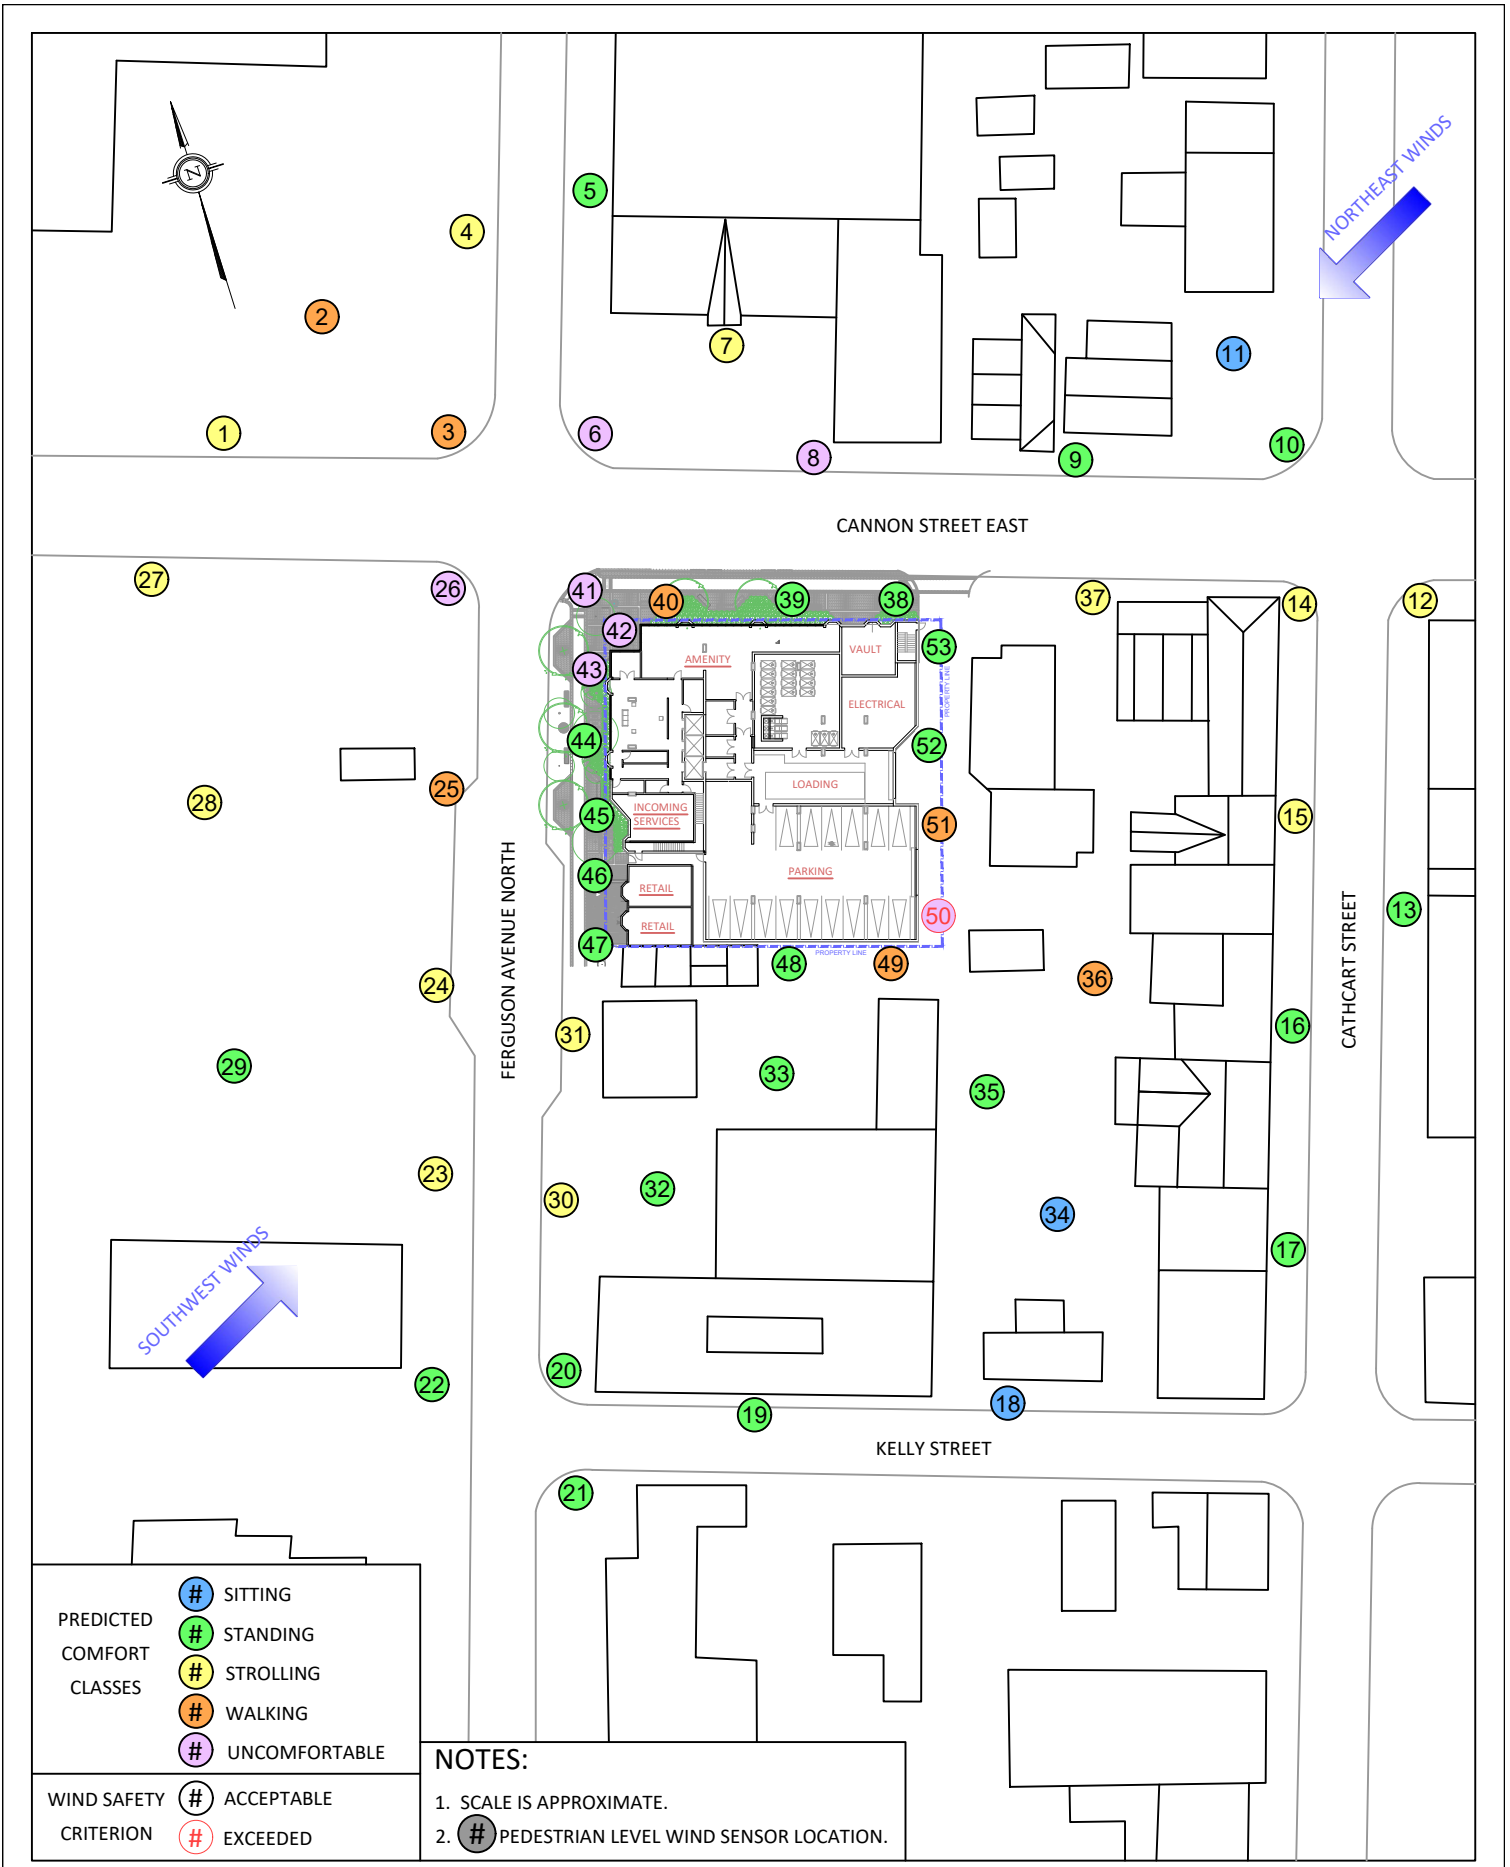 N
NORTHEAST WINDS
5
4
2
7
11
1
3
6
8
9
10
CANNON STREET EAST
27
26
41
40
39
38
37
14
12
42
43
53
AMENITY
VAULT
ELECTRICAL
PROPERTY LINE
44
52
28
25
45
LOADING
INCOMING
SERVICES
51
15
46
PARKING
RETAIL
RETAIL
50
13
47
PROPERTY LINE
48
49
36
24
FERGUSON AVENUE NORTH
CATHCART STREET
31
16
29
33
35
23
30
32
34
17
SOUTHWEST WINDS
22
20
19
18
KELLY STREET
21
PREDICTED
COMFORT
CLASSES
# SITTING
# STANDING
# STROLLING
# WALKING
# UNCOMFORTABLE
WIND SAFETY
CRITERION
# ACCEPTABLE
# EXCEEDED
NOTES:
1. SCALE IS APPROXIMATE.
2. # PEDESTRIAN LEVEL WIND SENSOR LOCATION.